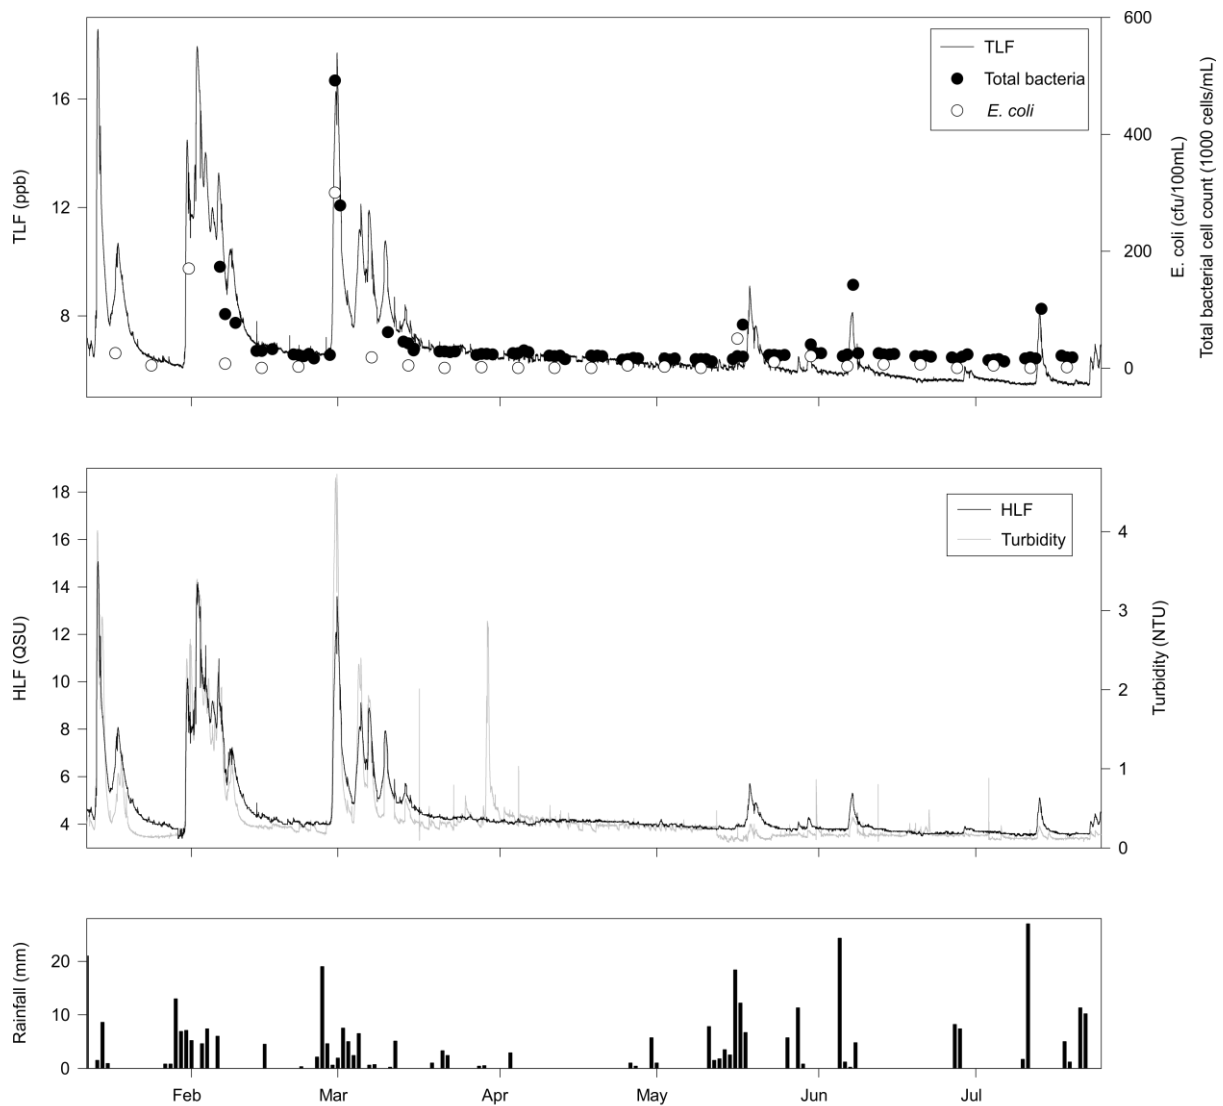 600
TLF
Total bacteria
E. coli
16
400
12
200
8
0
TLF (ppb)
E. coli (cfu/100mL)
Total bacterial cell count (1000 cells/mL)
18
HLF
Turbidity
16
4
14
3
12
10
2
8
6
1
4
0
HLF (QSU)
Turbidity (NTU)
20
10
0
Rainfall (mm)
Feb
Mar
Apr
May
Jun
Jul